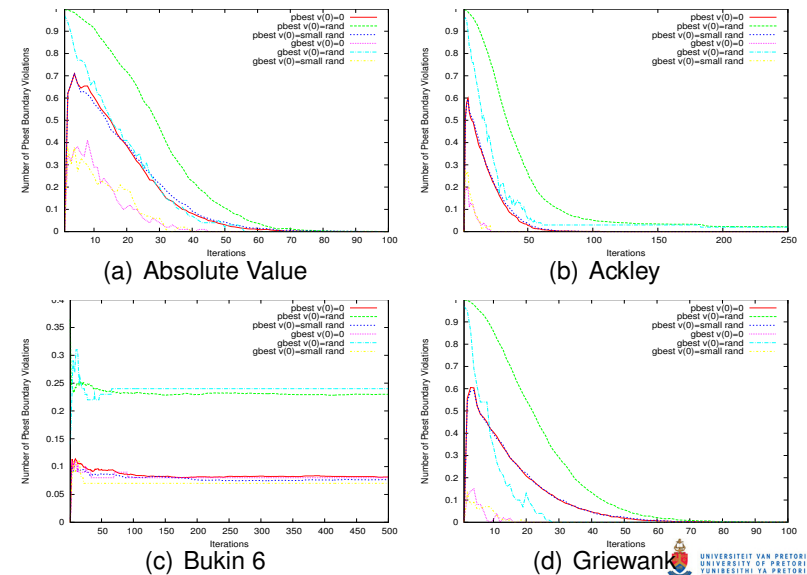 Number of Pbest Boundary Violations
1
0.9
0.8
0.7
0.6
0.5
0.4
0.3
0.2
0.1
0
10 20 30 40 50 60 70 80 90 100
Iterations
pbest v(0)=0
pbest v(0)=rand
pbest v(0)=small rand
gbest v(0)=0
gbest v(0)=rand
gbest v(0)=small rand
(a) Absolute Value
Number of Pbest Boundary Violations
1
0.9
0.8
0.7
0.6
0.5
0.4
0.3
0.2
0.1
0
50 100 150 200 250
Iterations
pbest v(0)=0
pbest v(0)=rand
pbest v(0)=small rand
gbest v(0)=0
gbest v(0)=rand
gbest v(0)=small rand
(b) Ackley
Number of Pbest Boundary Violations
0.4
0.35
0.3
0.25
0.2
0.15
0.1
0.05
0
50 100 150 200 250 300 350 400 450 500
Iterations
pbest v(0)=0
pbest v(0)=rand
pbest v(0)=small rand
gbest v(0)=0
gbest v(0)=rand
gbest v(0)=small rand
(c) Bukin 6
Number of Pbest Boundary Violations
1
0.9
0.8
0.7
0.6
0.5
0.4
0.3
0.2
0.1
0
10 20 30 40 50 60 70 80 90 100
Iterations
pbest v(0)=0
pbest v(0)=rand
pbest v(0)=small rand
gbest v(0)=0
gbest v(0)=rand
gbest v(0)=small rand
(d) Griewank
UNIVERSITEIT VAN PRETORI
UNIVERSITY OF PRETORI
YUNIBESITHI YA PRETORI